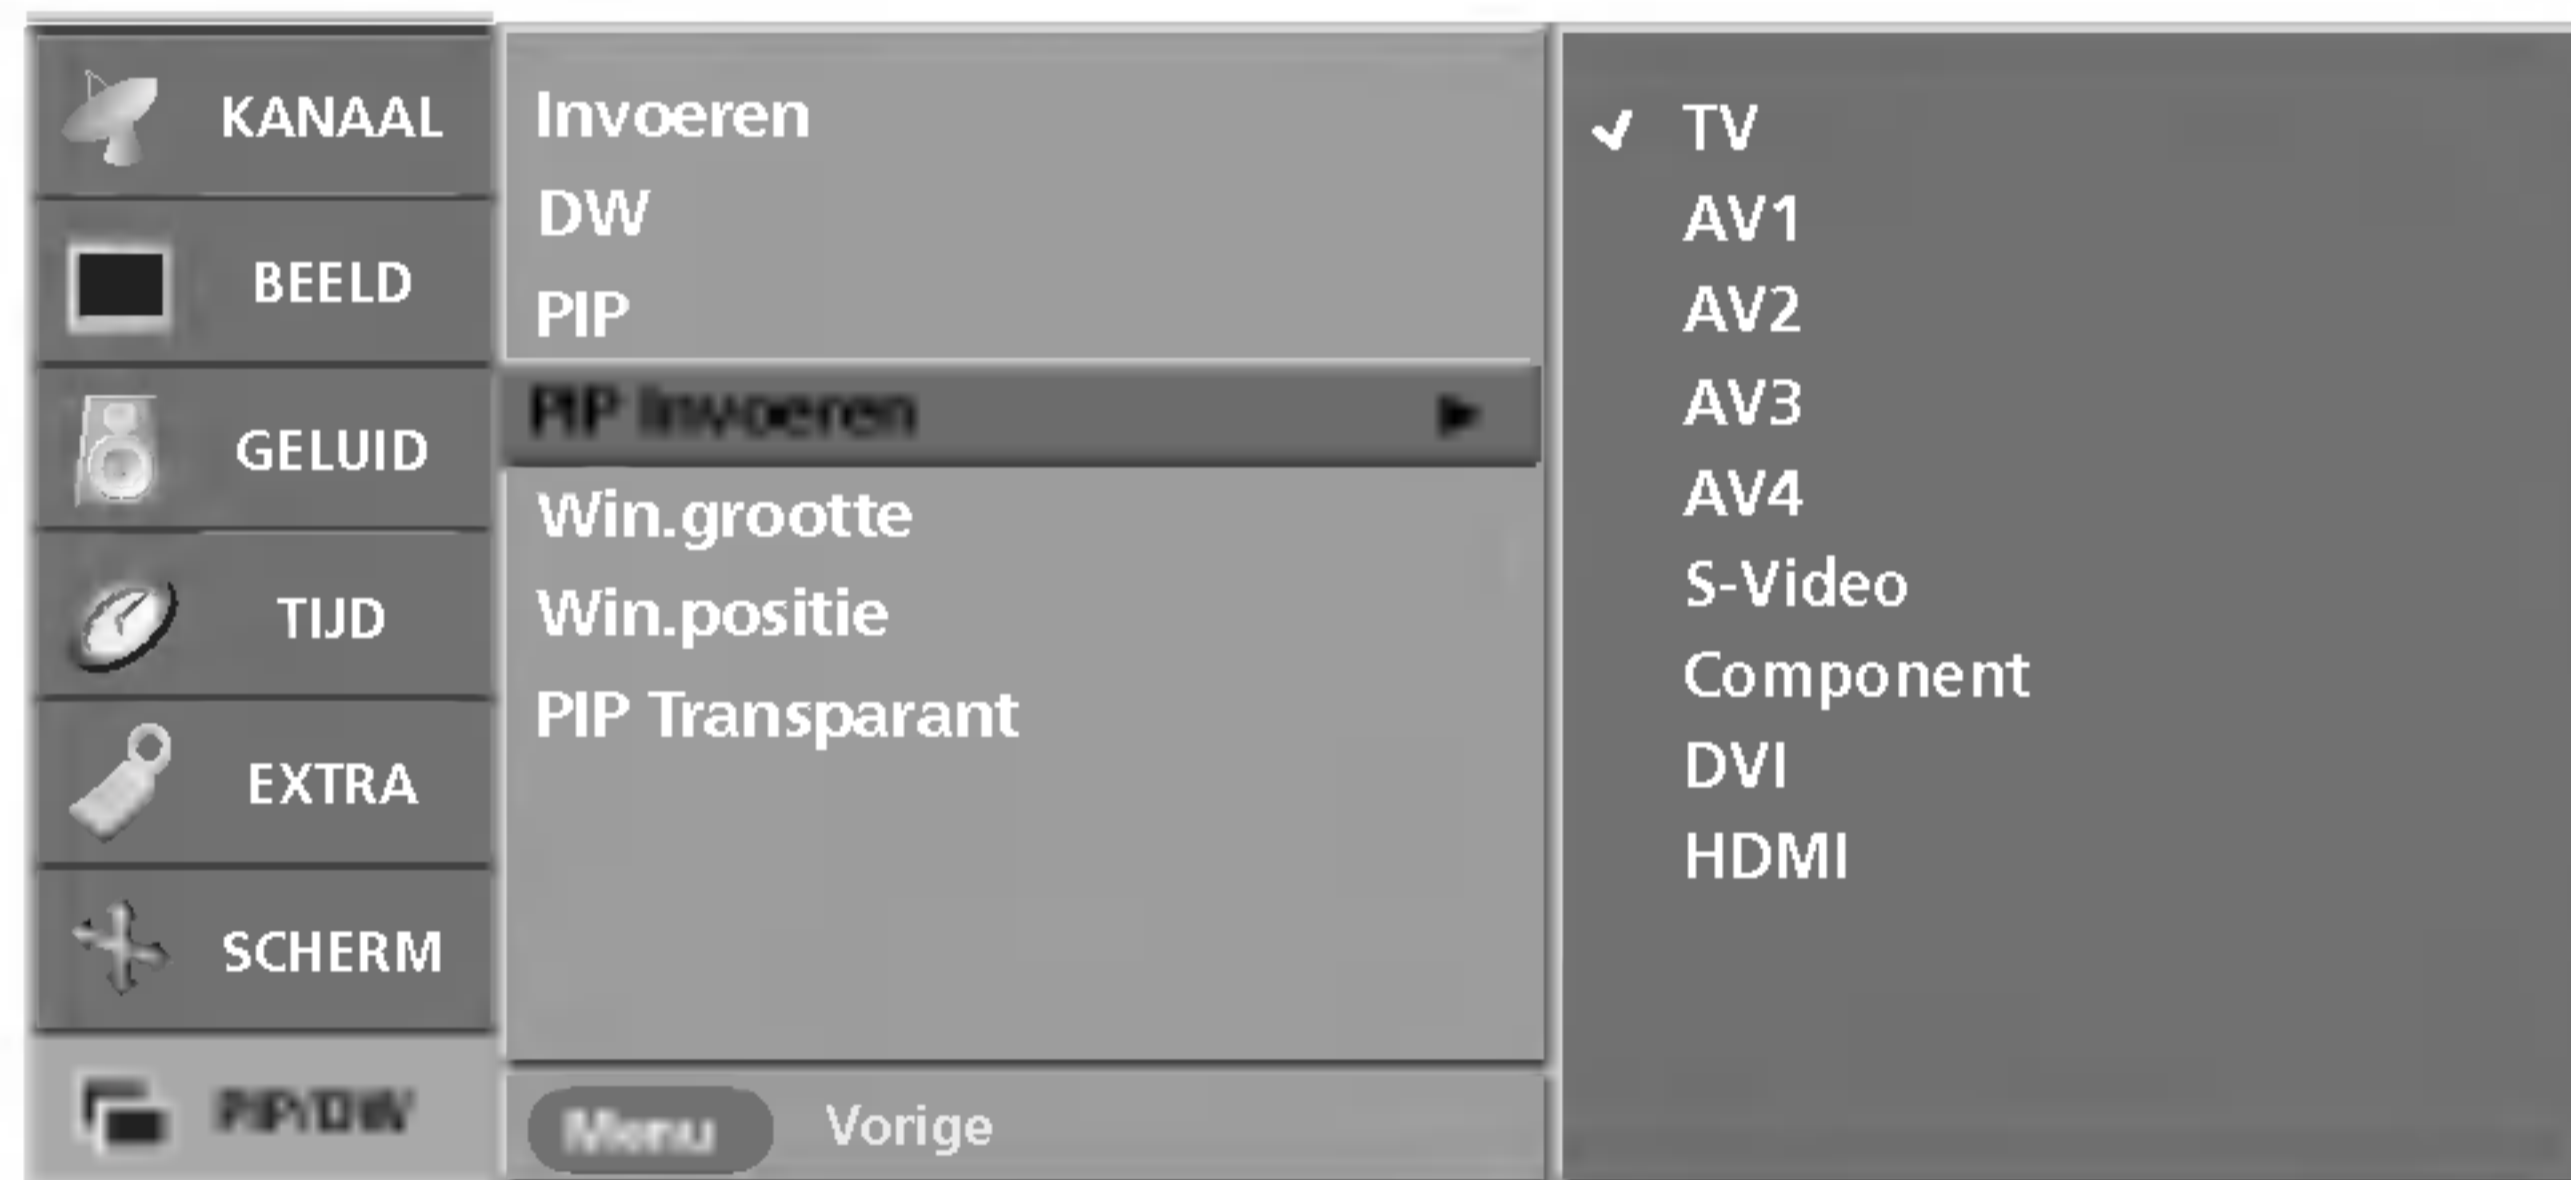 KANAAL
BEELD
GELUID
TIJD
EXTRA
SCHERM
PIP/DW
Invoeren
DW
PIP
PIP Invoeren
Win.grootte
Win.positie
PIP Transparant
Menu Vorige
TV
AV1
AV2
AV3
AV4
S-Video
Component
DVI
HDMI